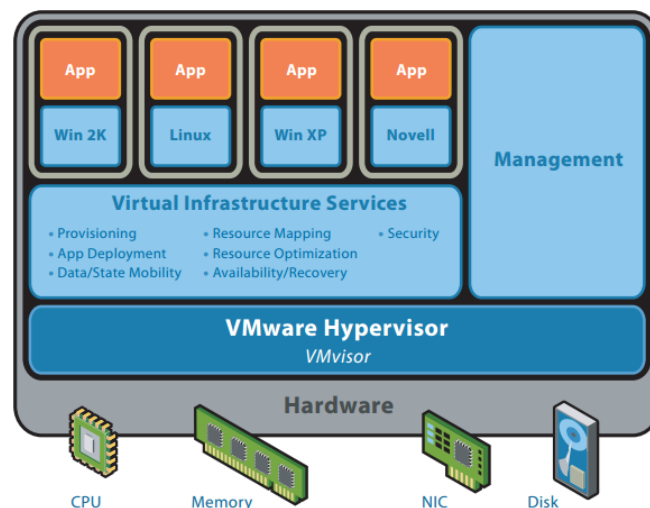 App App App App
Win 2K Linux Win XP Novell
Management
Virtual Infrastructure Services
• Provisioning
• App Deployment
• Data/State Mobility
• Resource Mapping
• Resource Optimization
• Availability/Recovery
• Security
VMware Hypervisor
VMvisor
Hardware
CPU Memory NIC Disk